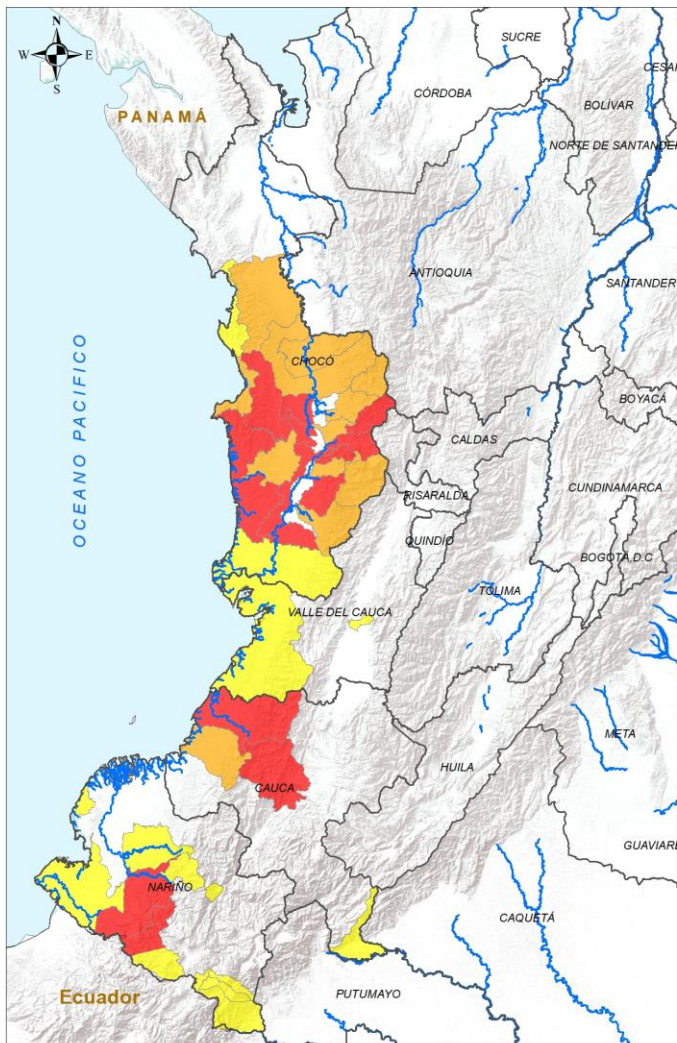 N
W E
S
SUCRE
CESAR
CÓRDOBA
BOLÍVAR
PANAMÁ
NORTE DE SANTANDER
ANTIOQUIA
SANTANDER
CHOCÓ
OCEANO PACIFICO
BOYACÁ
CALDAS
CUNDINAMARCA
RISARALDA
QUINDÍO
BOGOTÁ, D.C
TOLIMA
VALLE DEL CAUCA
META
HUILA
CAUCA
GUAVIARE
NARIÑO
CAQUETÁ
PUTUMAYO
Ecuador